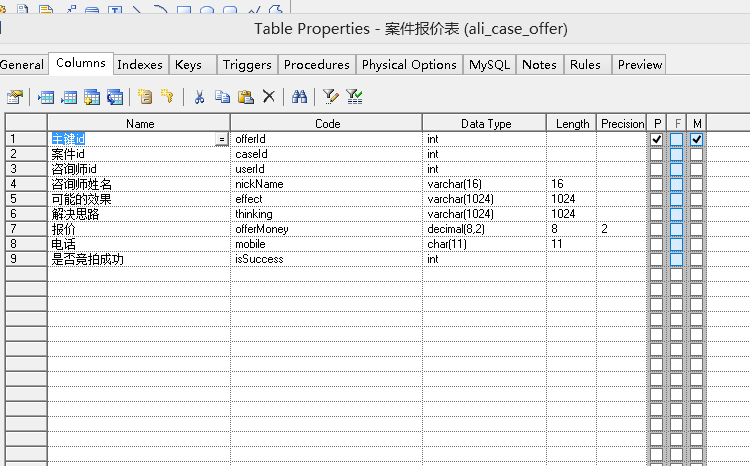 Table Properties - 案件报价表 (ali_case_offer)
General Columns Indexes Keys Triggers Procedures Physical Options MySQL Notes Rules Preview
Name Code Data Type Length Precision P F M
1 主键id = offerId int
2 案件id caseId int
3 咨询师id userId int
4 咨询师姓名 nickName varchar(16) 16
5 可能的效果 effect varchar(1024) 1024
6 解决思路 thinking varchar(1024) 1024
7 报价 offerMoney decimal(8,2) 8 2
8 电话 mobile char(11) 11
9 是否竟拍成功 isSuccess int